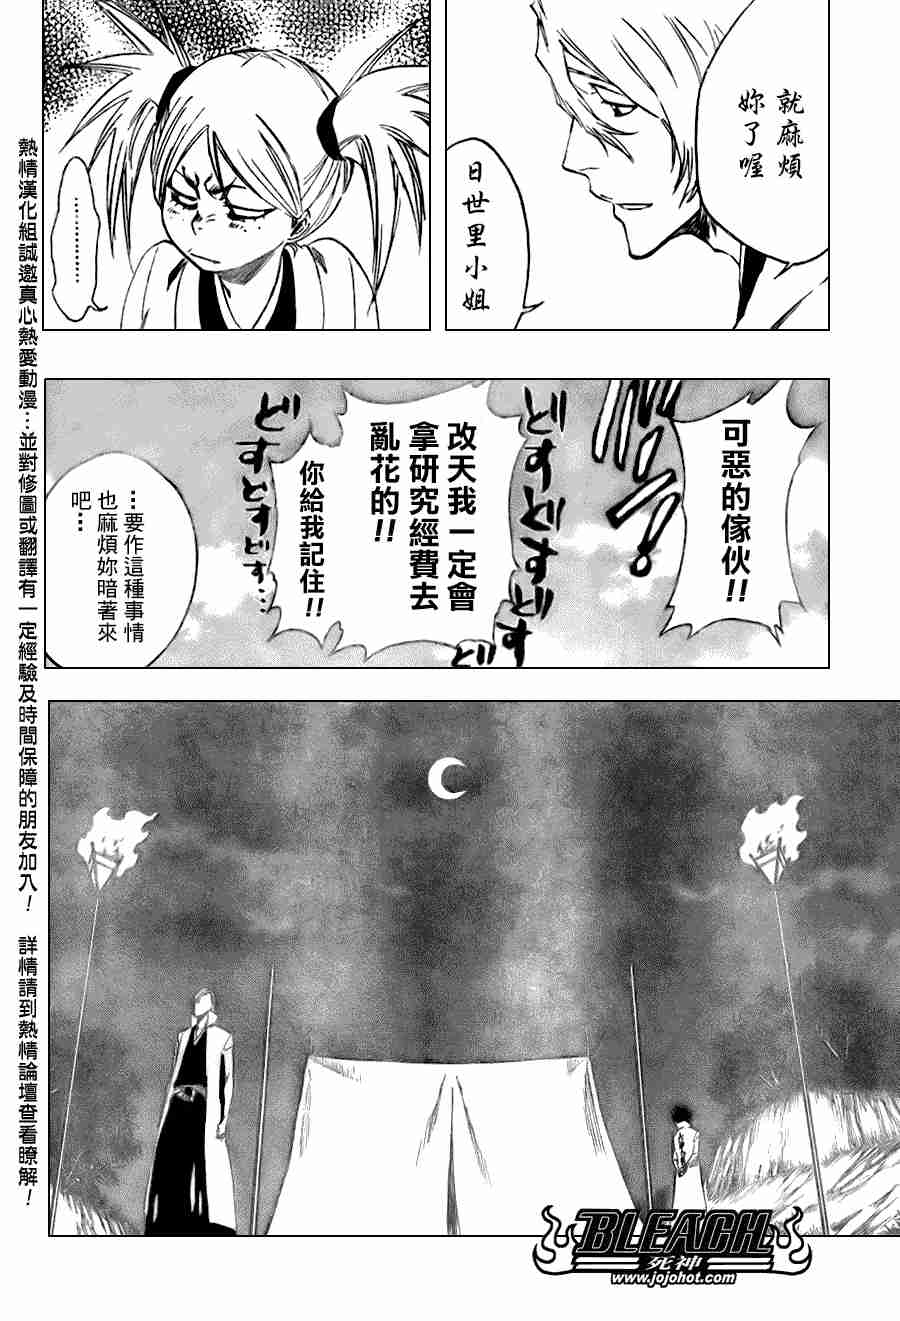 就麻煩
妳了喔
日世里小姐
…………
可惡的傢伙!!
改天我一定會
拿研究經費去
亂花的!!
你給我記住!!
どすどすどす
どす
どすどすどす…
…要作這種事情
也麻煩妳暗著來
吧…
熱情漢化組誠邀真心熱愛動漫…並對修圖或翻譯有一定經驗及時間保障的朋友加入！ 詳情請到熱情論壇查看瞭解！
BLEACH
死神
www.jojohot.com